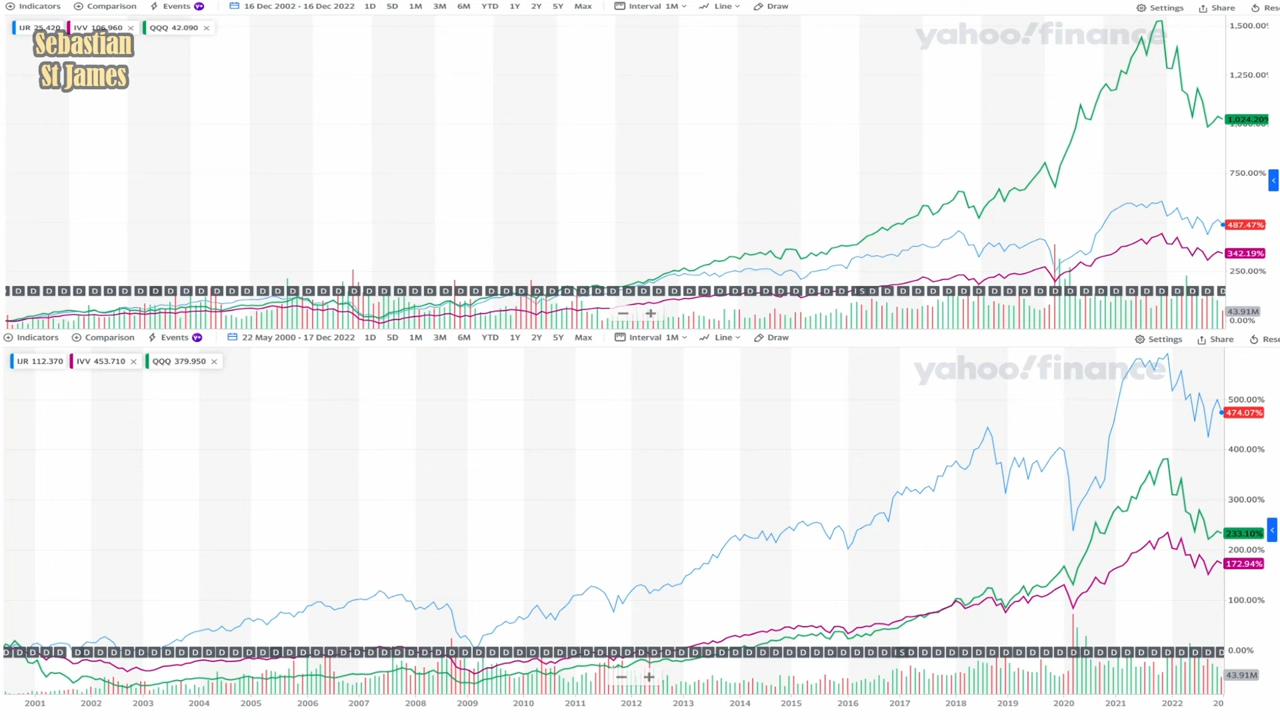 Indicators Comparison Events Y+ 16 Dec 2002 - 16 Dec 2022 1D 5D 1M 3M 6M YTD 1Y 2Y 5Y Max Interval 1M Line Draw Settings Share Rese
IJR 25.420 IVV 106.960 QQQ 42.090
Sebastian
St James
yahoo!finance
1,500.00%
1,250.00%
1,024.20%
750.00%
487.47%
342.19%
250.00%
43.91M
0.00%
Indicators Comparison Events Y+ 22 May 2000 - 17 Dec 2022 1D 5D 1M 3M 6M YTD 1Y 2Y 5Y Max Interval 1M Line Draw Settings Share Rese
IJR 112.370 IVV 453.710 QQQ 379.950
yahoo!finance
500.00%
474.07%
400.00%
300.00%
233.10%
200.00%
172.94%
100.00%
0.00%
43.91M
2001 2002 2003 2004 2005 2006 2007 2008 2009 2010 2011 2012 2013 2014 2015 2016 2017 2018 2019 2020 2021 2022 20